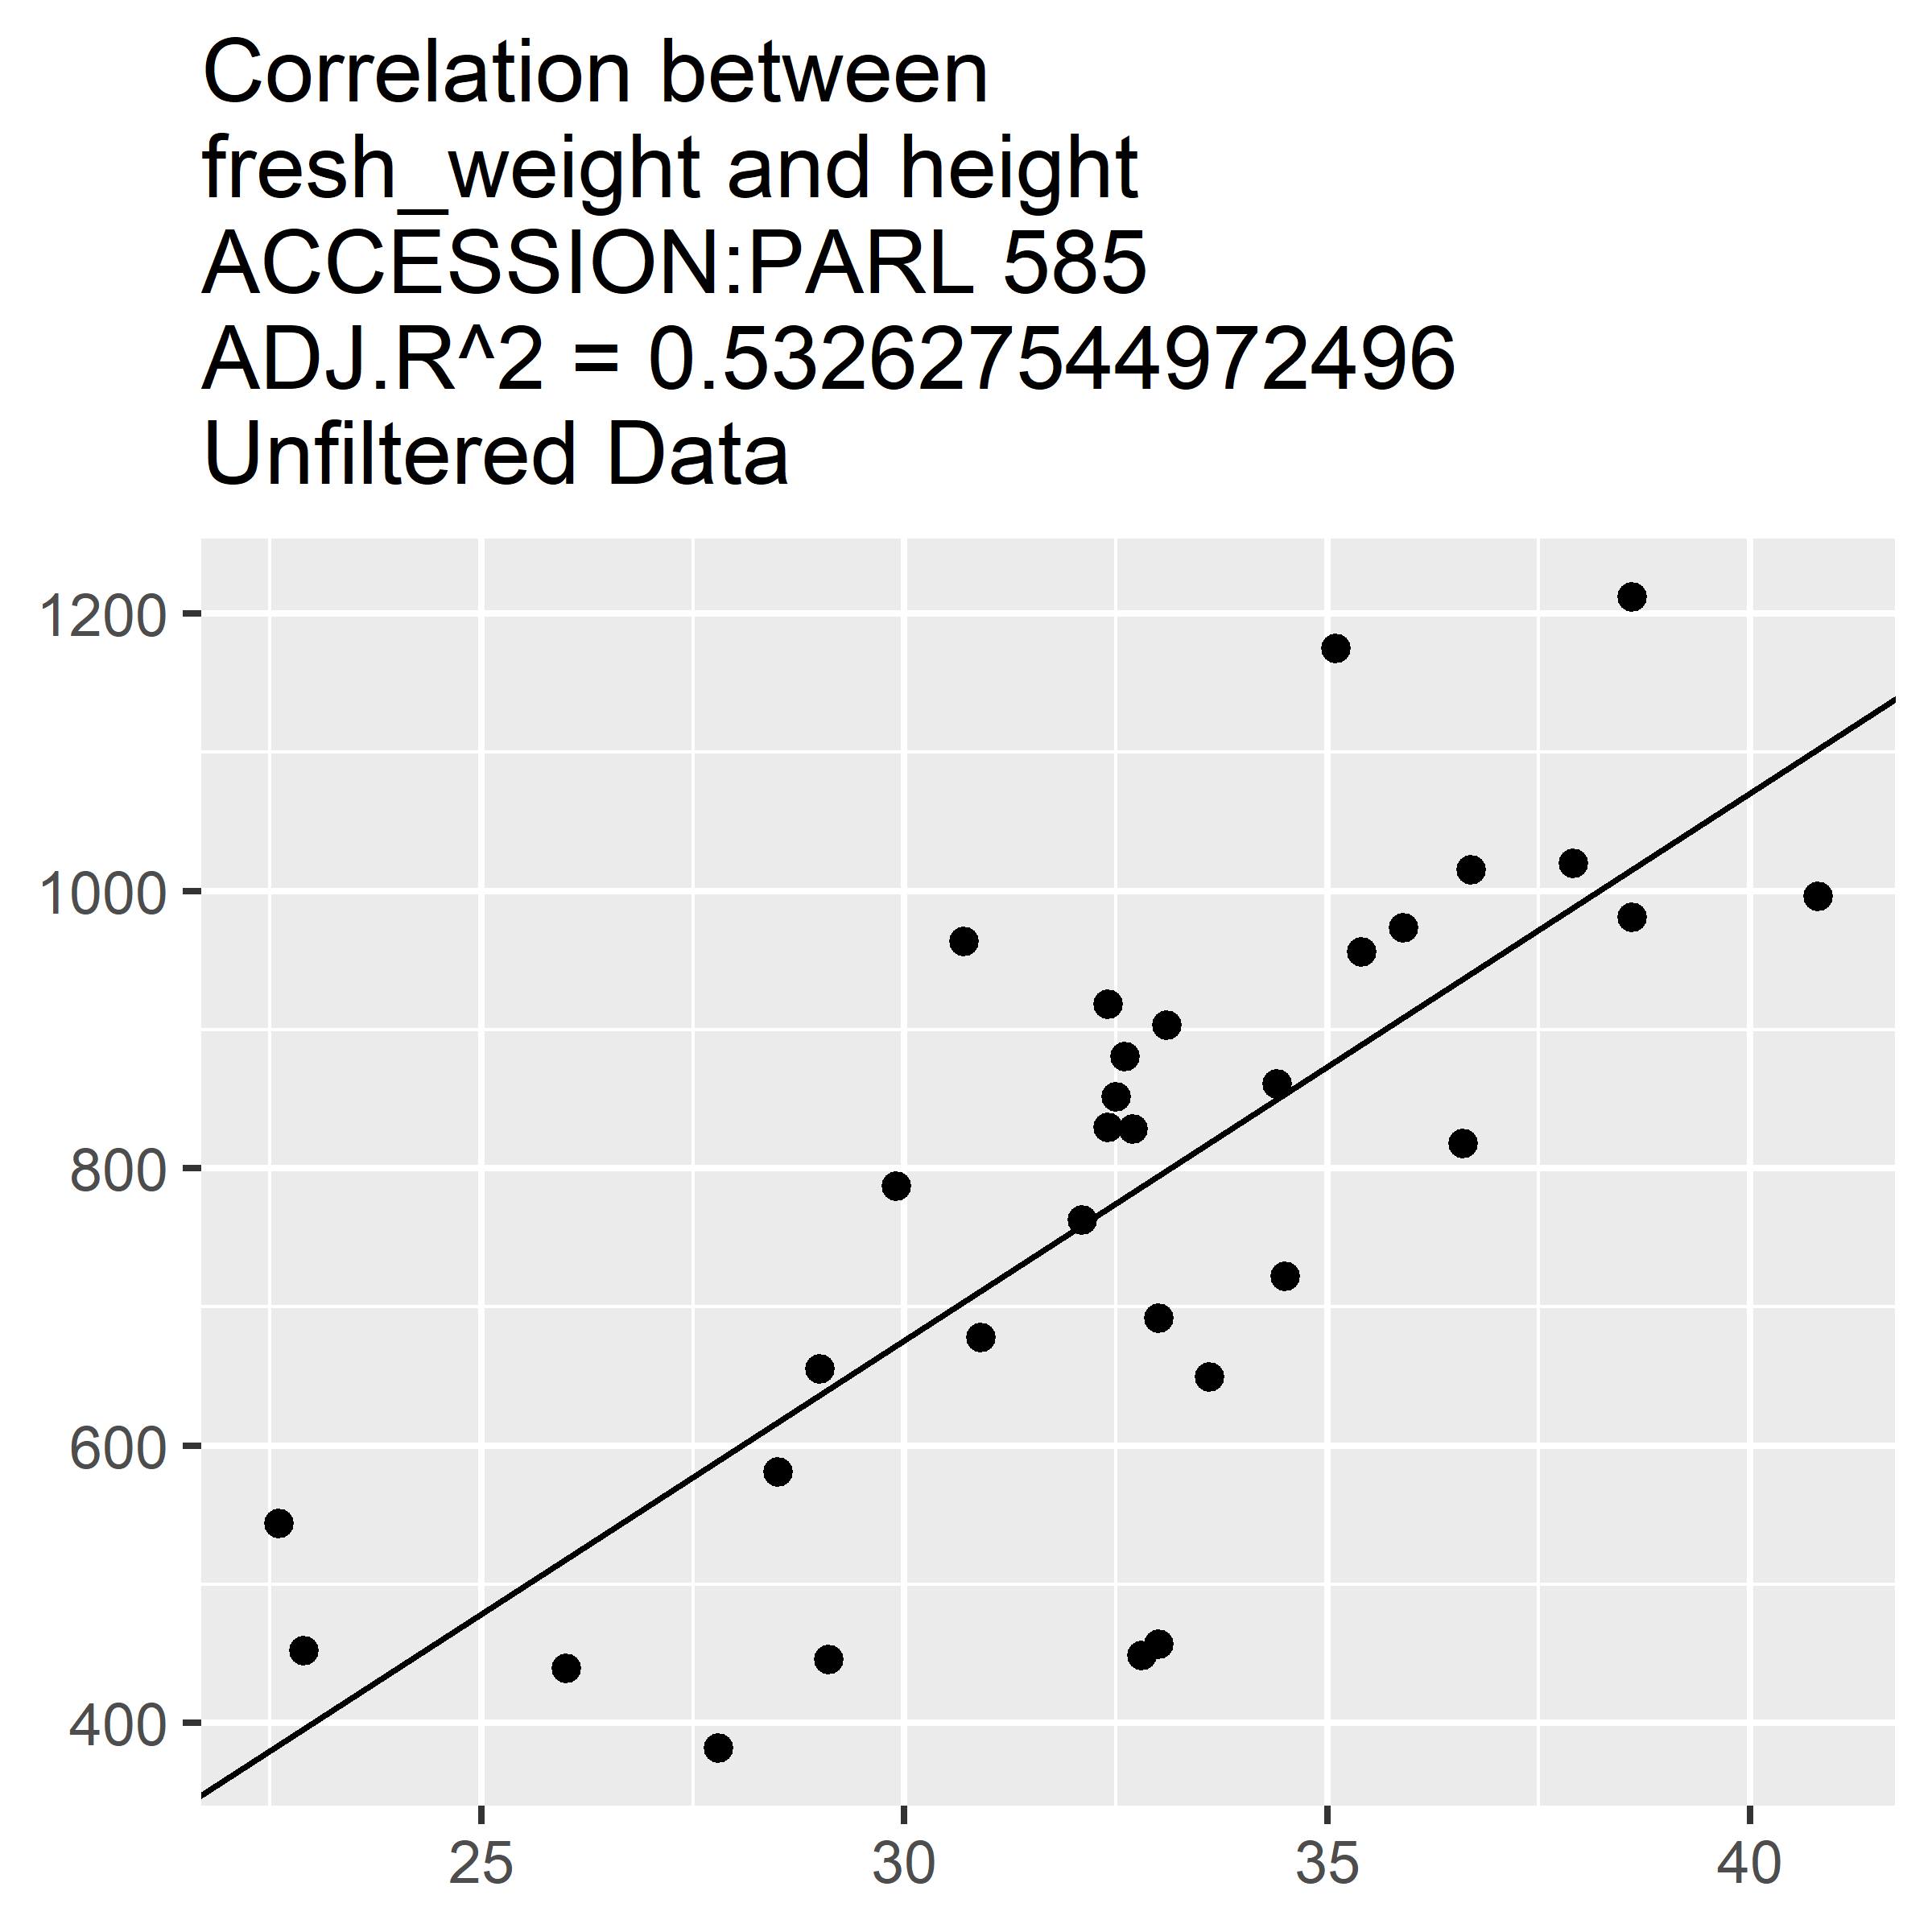 Correlation between
fresh_weight and height
ACCESSION:PARL 585
ADJ.R^2 = 0.532627544972496
Unfiltered Data
1200
1000
800
600
400
25 30 35 40